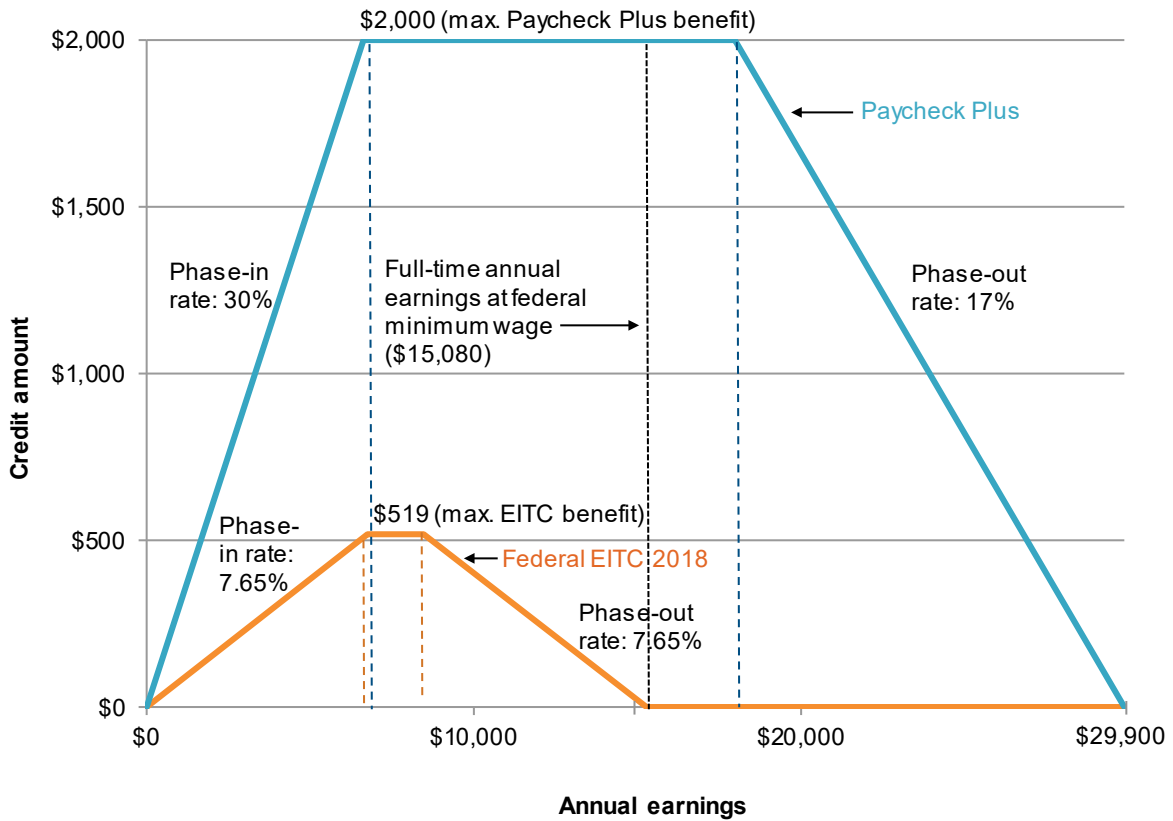 $2,000 (max. Paycheck Plus benefit)
$2,000
Paycheck Plus
$1,500
Phase-in
rate: 30%
Full-time annual
earnings at federal
minimum wage
($15,080)
Phase-out
rate: 17%
$1,000
Credit amount
$519 (max. EITC benefit)
Phase-
in rate:
7.65%
$500
Federal EITC 2018
Phase-out
rate: 7.65%
$0
$0
$10,000
$20,000
$29,900
Annual earnings